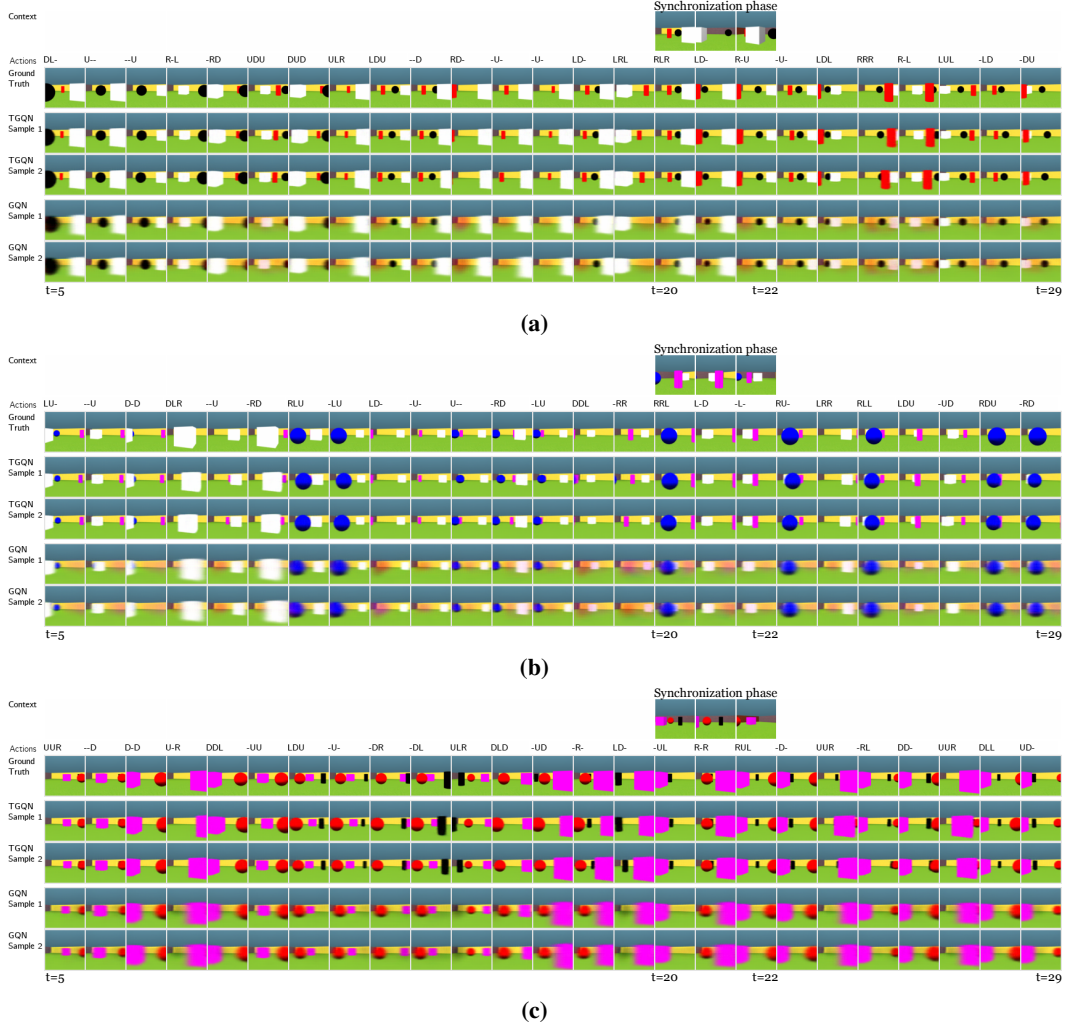 Synchronization phase
Context
Actions DL- U-- --U R-L -RD UDU DUD ULR LDU --D RD- -U- -U- LD- LRL RLR LD- R-U -U- LDL RRR R-L LUL -LD -DU
Ground
Truth
TGQN
Sample 1
TGQN
Sample 2
GQN
Sample 1
GQN
Sample 2
t=5 t=20 t=22 t=29
(a)
Synchronization phase
Context
Actions LU- --U D-D DLR --U -RD RLU -LU LD- -U- U-- -RD -LU DDL -RR RRL L-D -L- RU- LRR RLL LDU -UD RDU -RD
Ground
Truth
TGQN
Sample 1
TGQN
Sample 2
GQN
Sample 1
GQN
Sample 2
t=5 t=20 t=22 t=29
(b)
Synchronization phase
Context
Actions UUR --D D-D U-R DDL -UU LDU -U- -DR -DL ULR DLD -UD -R- LD- -UL R-R RUL -D- UUR -RL DD- UUR DLL UD-
Ground
Truth
TGQN
Sample 1
TGQN
Sample 2
GQN
Sample 1
GQN
Sample 2
t=5 t=20 t=22 t=29
(c)